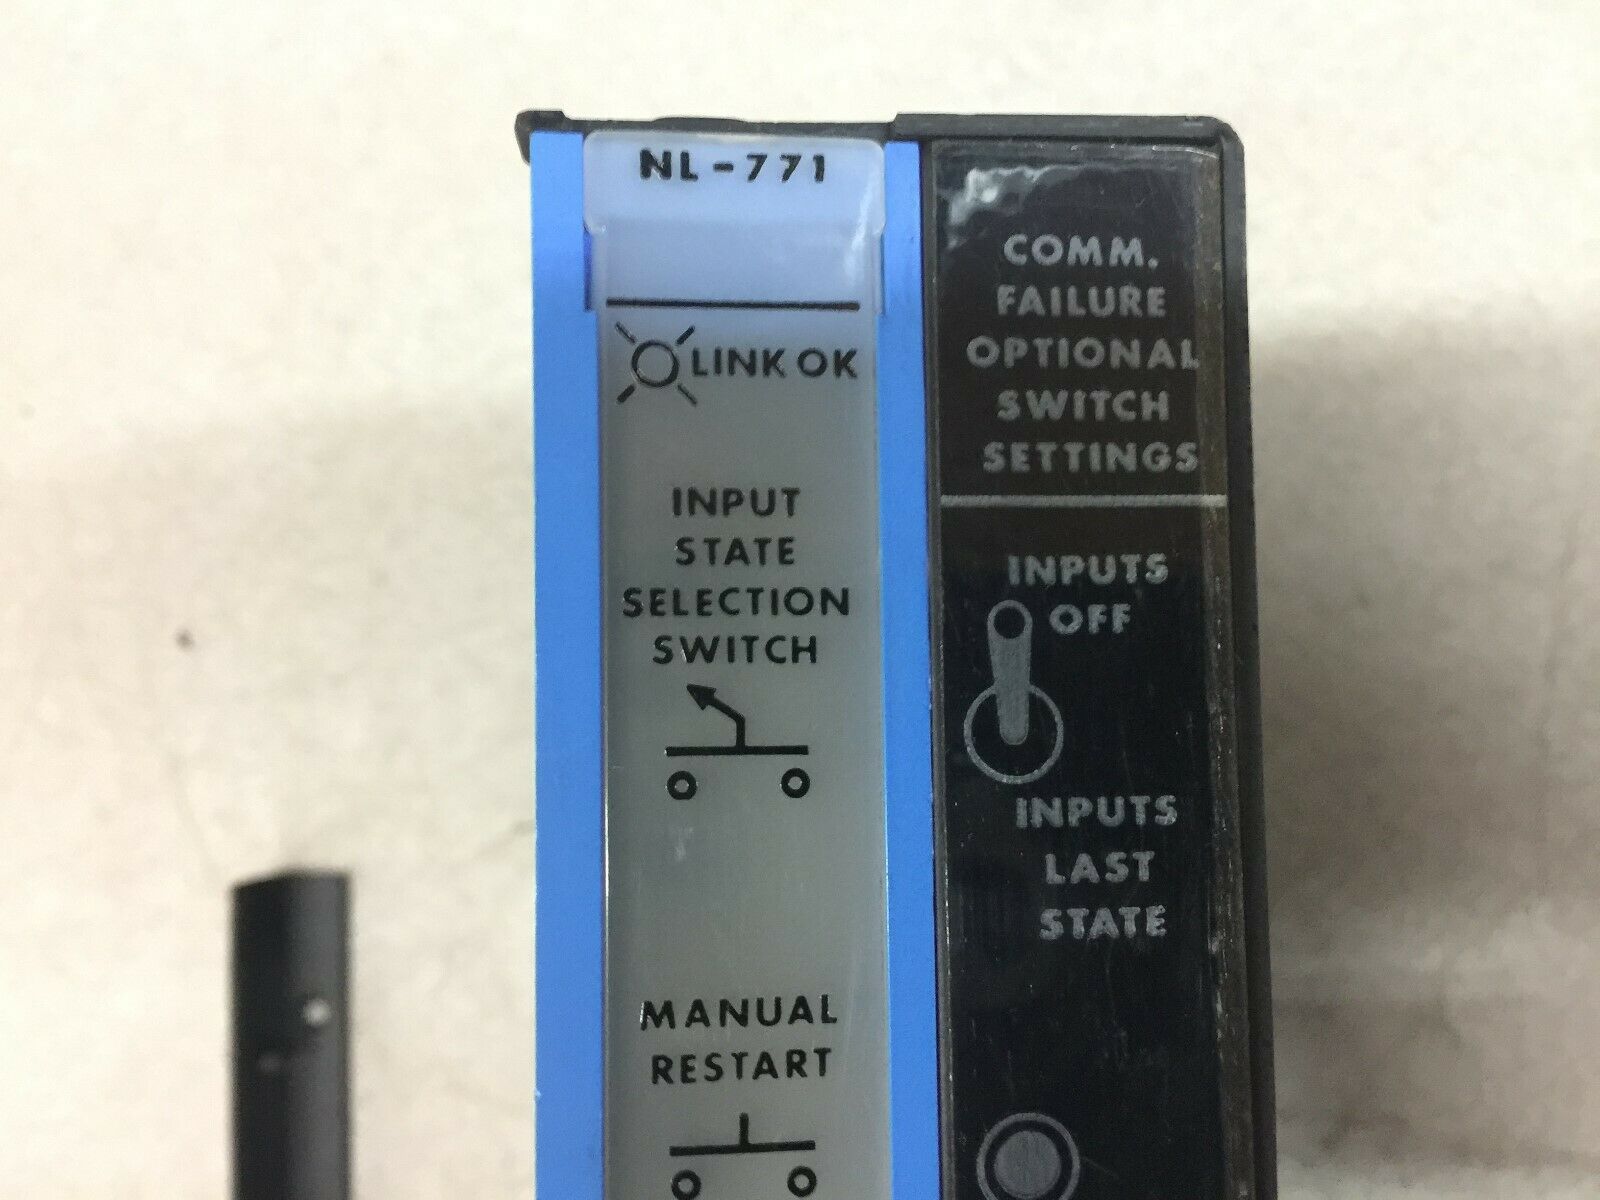 NL-771
LINK OK
INPUT
STATE
SELECTION
SWITCH
MANUAL
RESTART
COMM.
FAILURE
OPTIONAL
SWITCH
SETTINGS
INPUTS
OFF
INPUTS
LAST
STATE